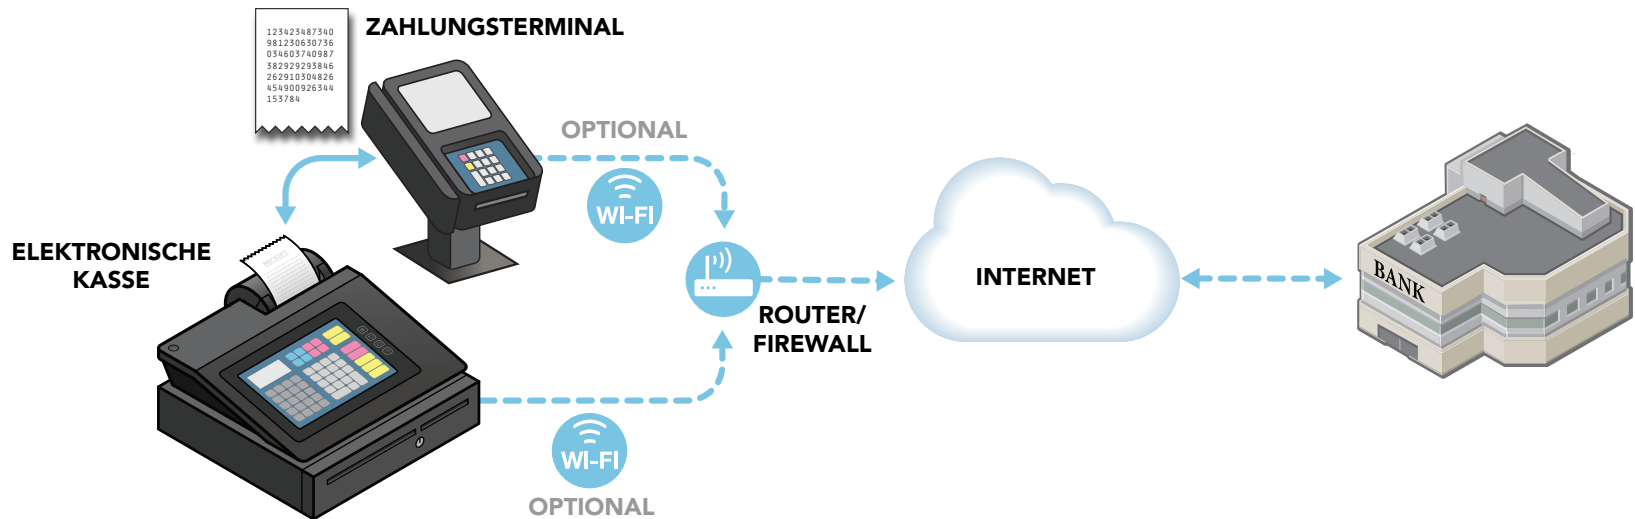 123423487340
981230630736
034603740987
382929293846
262910304826
454900926344
153784
ZAHLUNGSTERMINAL
OPTIONAL
WI-FI
ELEKTRONISCHE
KASSE
RECEIPT
ROUTER/
FIREWALL
INTERNET
BANK
WI-FI
OPTIONAL